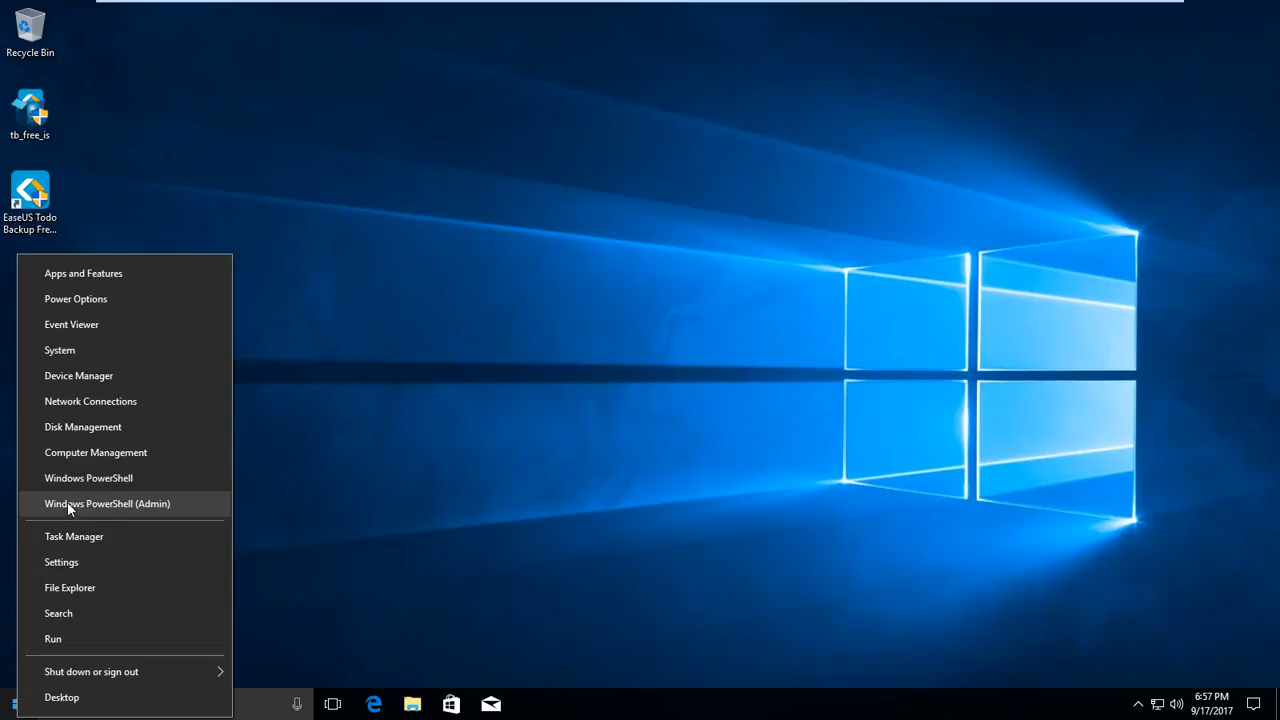 Recycle Bin
tb_free_is
EaseUS Todo
Backup Fre...
Apps and Features
Power Options
Event Viewer
System
Device Manager
Network Connections
Disk Management
Computer Management
Windows PowerShell
Windows PowerShell (Admin)
Task Manager
Settings
File Explorer
Search
Run
Shut down or sign out
Desktop
6:57 PM
9/17/2017